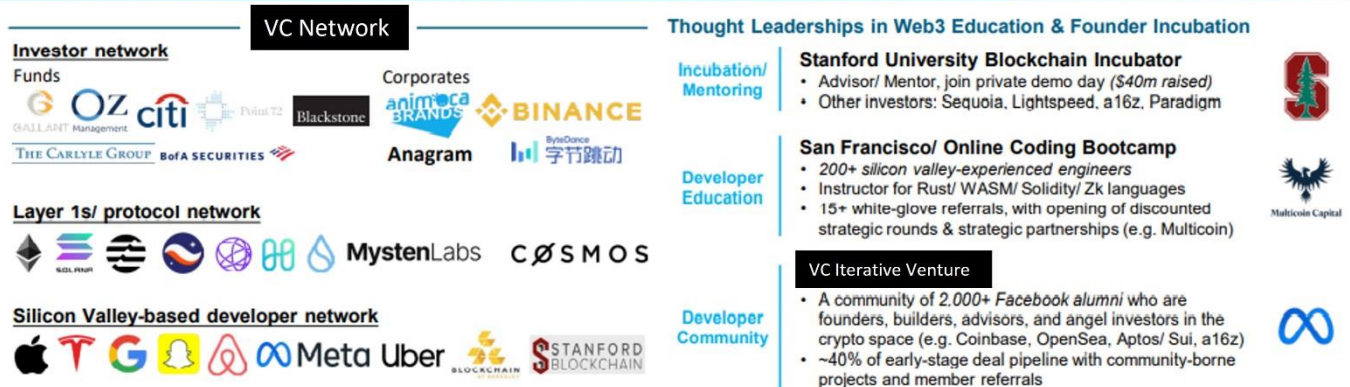 VC Network
Investor network
Funds
Corporates
GALLANT
OZ
Management
citi
Point72
Blackstone
animoca
BRANDS
BINANCE
THE CARLYLE GROUP
BofA SECURITIES
Anagram
ByteDance
字节跳动
Layer 1s/ protocol network
SOLANA
MystenLabs
COSMOS
Silicon Valley-based developer network
Meta
Uber
BLOCKCHAIN
AT BERKELEY
STANFORD
BLOCKCHAIN
Thought Leaderships in Web3 Education & Founder Incubation
Incubation/
Mentoring
Stanford University Blockchain Incubator
• Advisor/ Mentor, join private demo day ($40m raised)
• Other investors: Sequoia, Lightspeed, a16z, Paradigm
Developer
Education
San Francisco/ Online Coding Bootcamp
• 200+ silicon valley-experienced engineers
• Instructor for Rust/ WASM/ Solidity/ Zk languages
• 15+ white-glove referrals, with opening of discounted
strategic rounds & strategic partnerships (e.g. Multicoin)
Multicoin Capital
VC Iterative Venture
Developer
Community
• A community of 2,000+ Facebook alumni who are
founders, builders, advisors, and angel investors in the
crypto space (e.g. Coinbase, OpenSea, Aptos/ Sui, a16z)
• ~40% of early-stage deal pipeline with community-borne
projects and member referrals